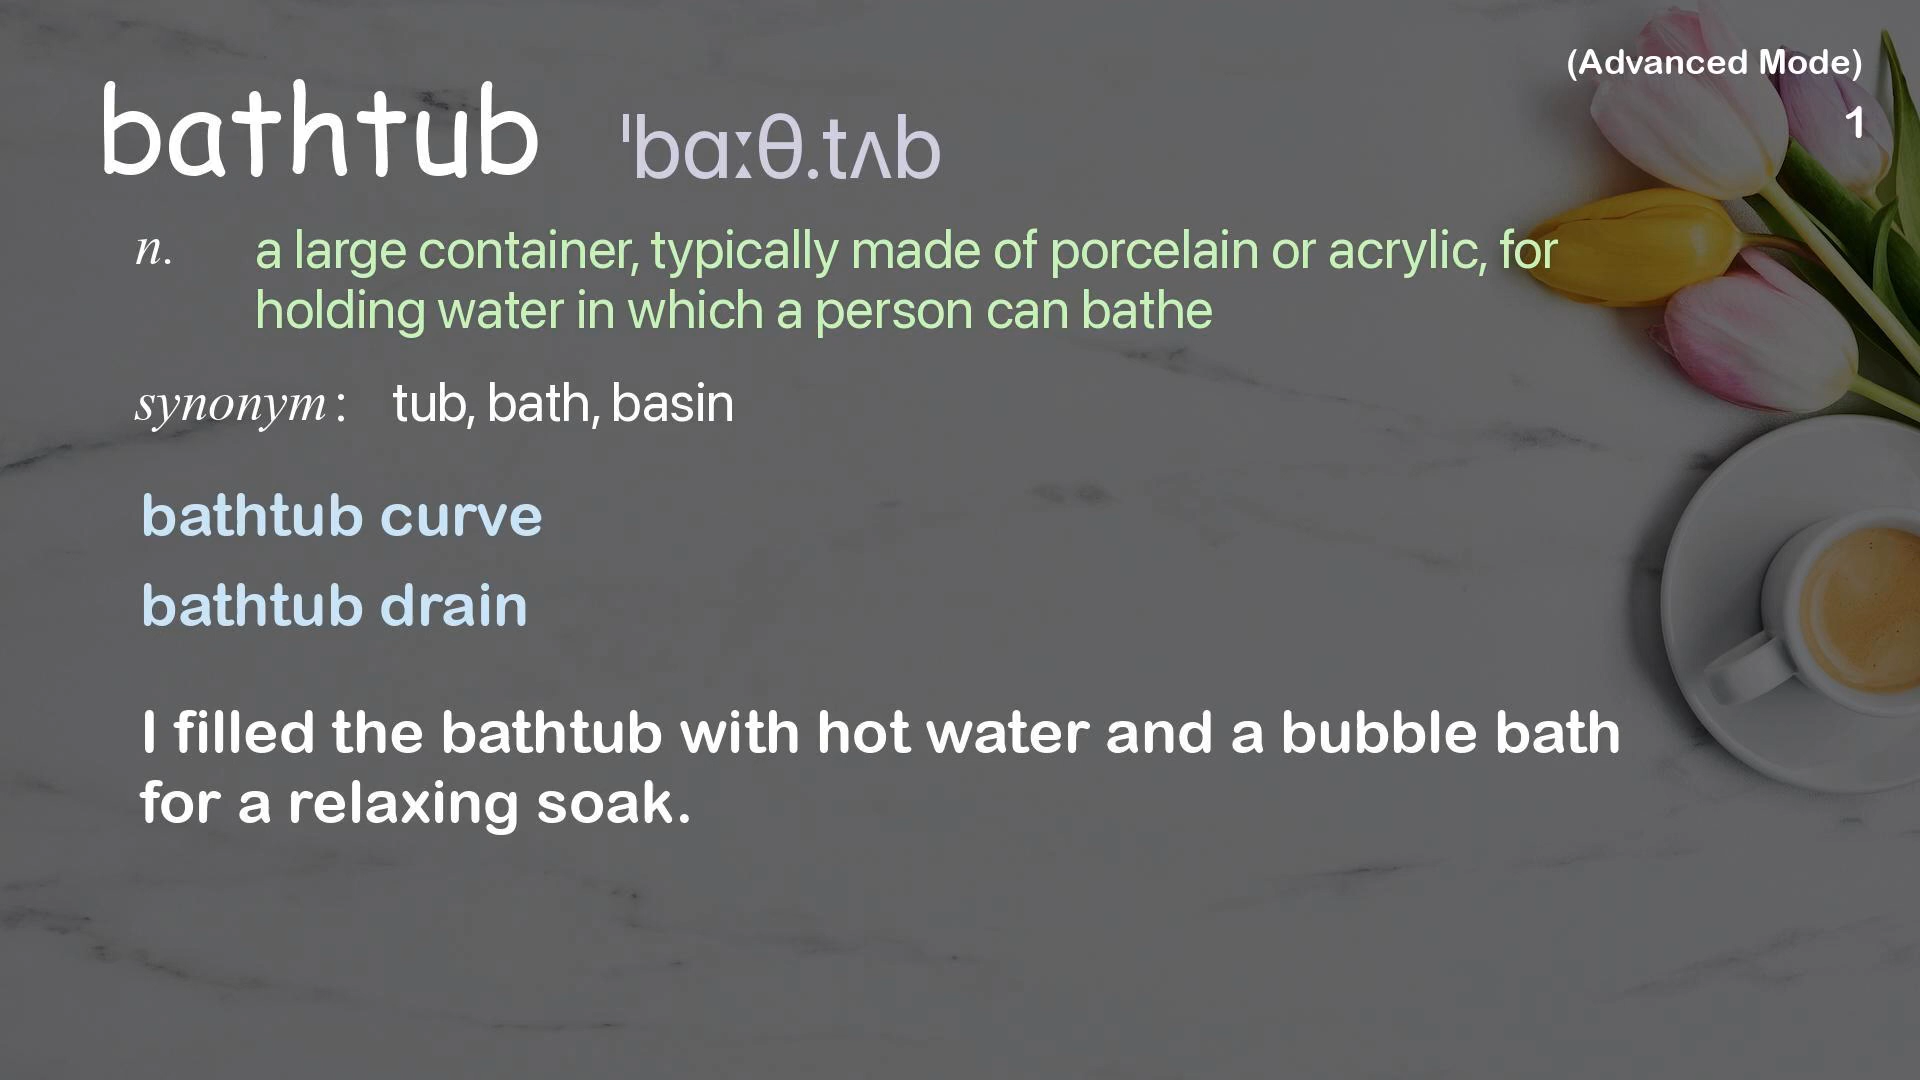 (Advanced Mode)
1
bathtub ˈbɑːθ.tʌb
n. a large container, typically made of porcelain or acrylic, for
holding water in which a person can bathe
synonym: tub, bath, basin
bathtub curve
bathtub drain
I filled the bathtub with hot water and a bubble bath
for a relaxing soak.